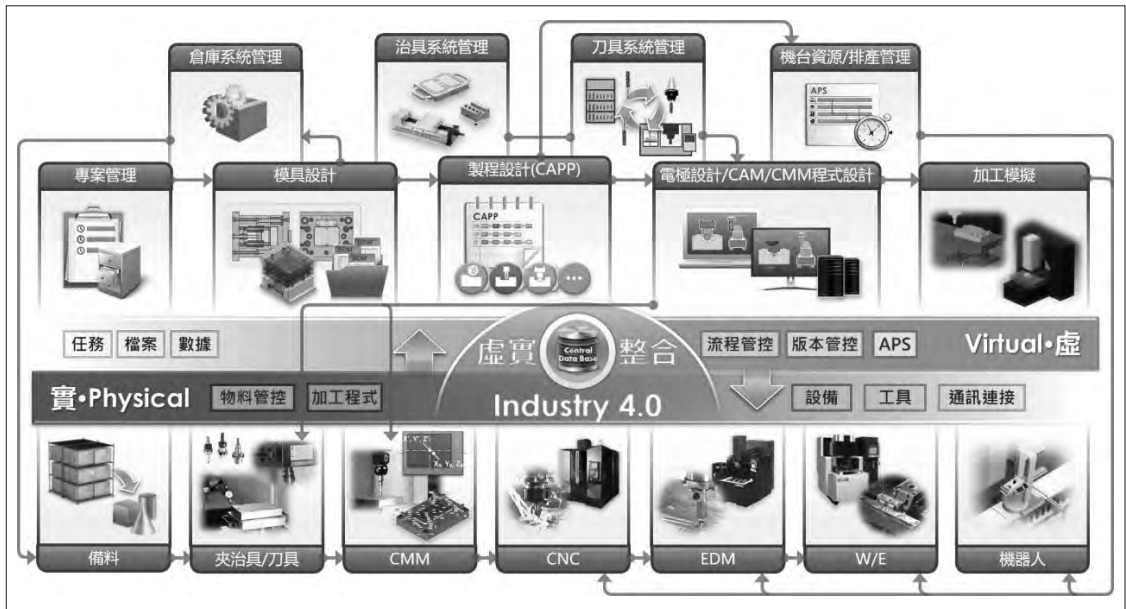 倉庫系統管理
治具系統管理
刀具系統管理
機台資源/排產管理
APS
專案管理
模具設計
製程設計(CAPP)
電極設計/CAM/CMM程式設計
加工模擬
CAPP
BOM
BOM
BOM
任務
檔案
數據
虛實
Central
Data Base
整合
流程管控
版本管控
APS
Virtual•虛
實•Physical
物料管控
加工程式
Industry 4.0
設備
工具
通訊連接
備料
夾治具/刀具
CMM
CNC
EDM
W/E
機器人